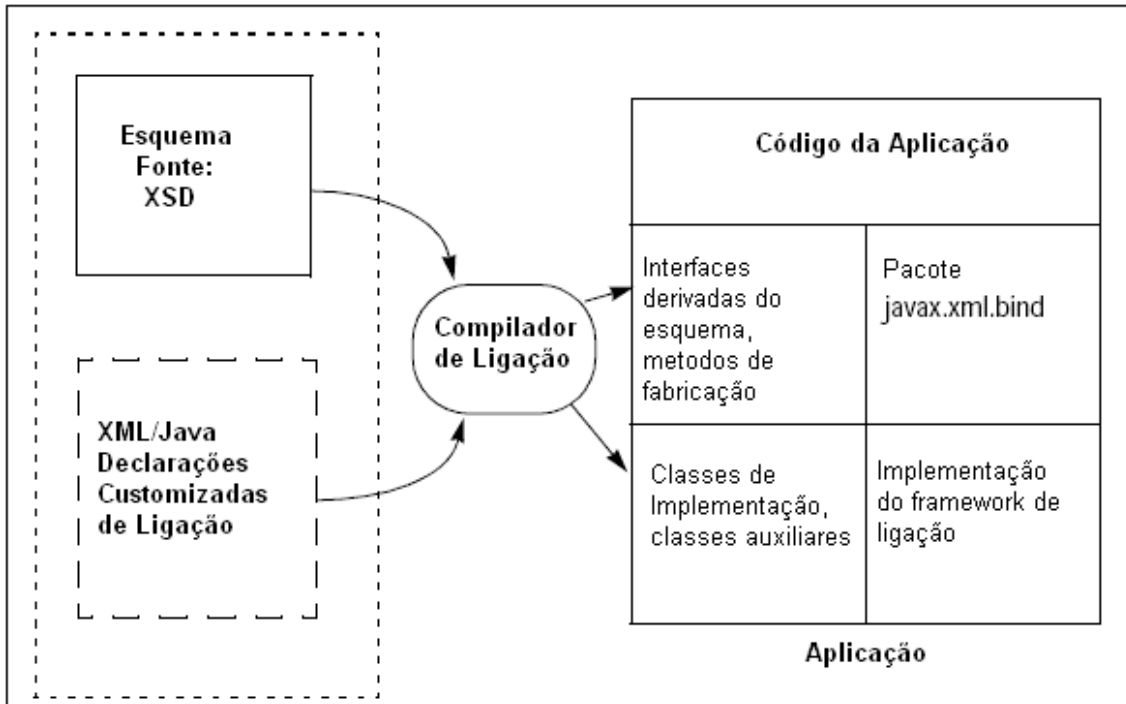 Esquema
Fonte:
XSD
XML/Java
Declarações
Customizadas
de Ligação
Compilador
de Ligação
Código da Aplicação
Interfaces
derivadas do
esquema,
metodos de
fabricação
Pacote
javax.xml.bind
Classes de
Implementação,
classes auxiliares
Implementação
do framework de
ligação
Aplicação